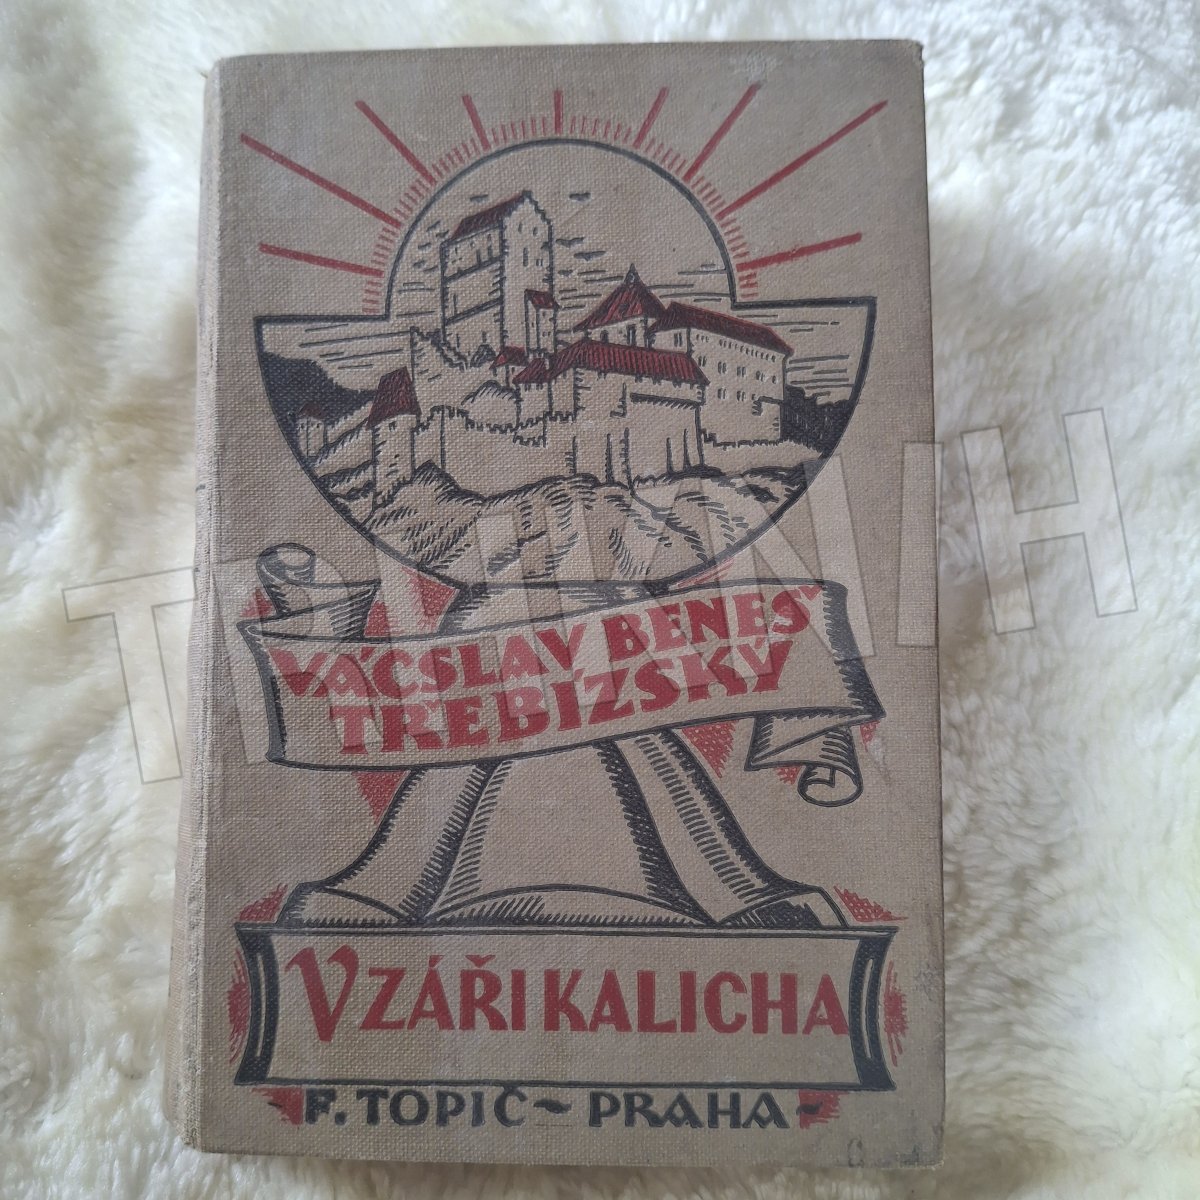 VÁCSLAV BENEŠ
TŘEBÍZSKÝ
V ZÁŘI KALICHA
F. TOPIČ ~ PRAHA ~